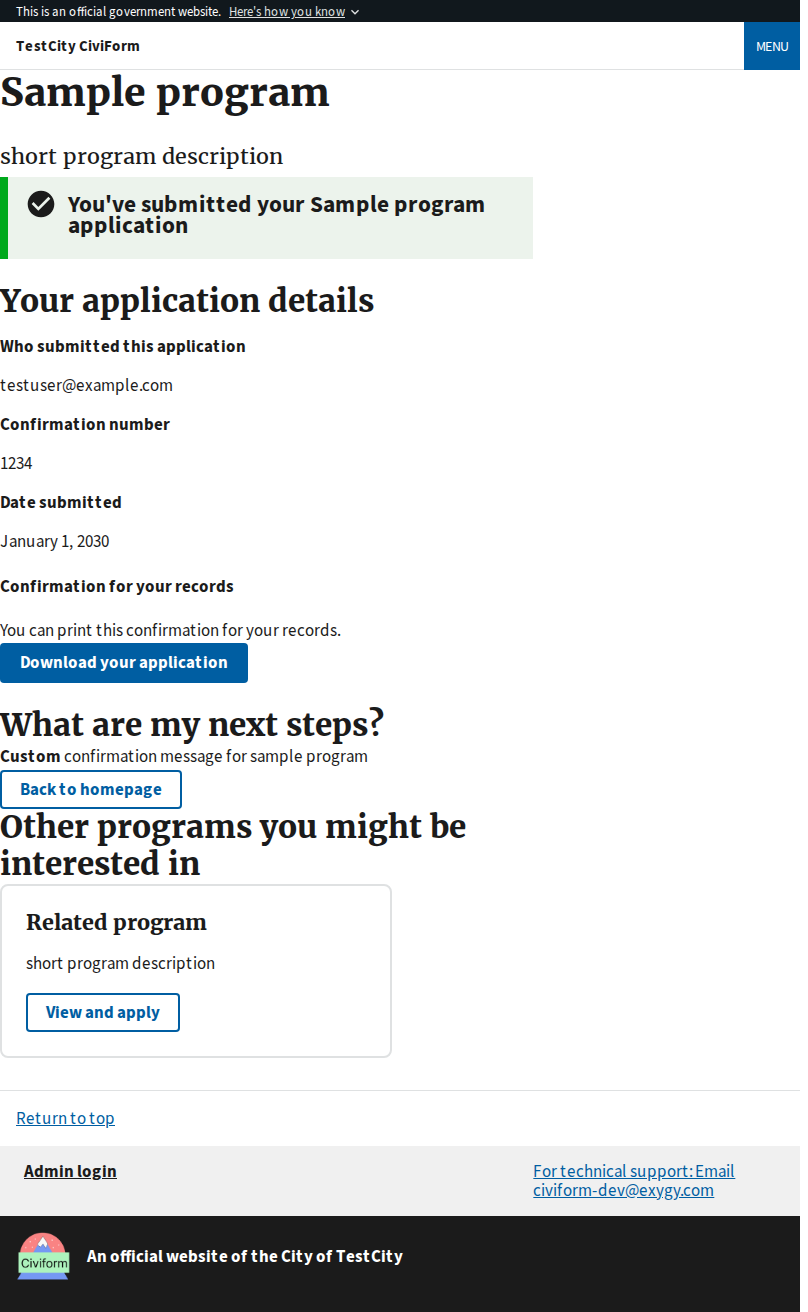 This is an official government website. Here's how you know
TestCity CiviForm
MENU
Sample program
short program description
You've submitted your Sample program
application
Your application details
Who submitted this application
testuser@example.com
Confirmation number
1234
Date submitted
January 1, 2030
Confirmation for your records
You can print this confirmation for your records.
Download your application
What are my next steps?
Custom confirmation message for sample program
Back to homepage
Other programs you might be
interested in
Related program
short program description
View and apply
Return to top
Admin login
For technical support: Email
civiform-dev@exygy.com
Civiform
An official website of the City of TestCity